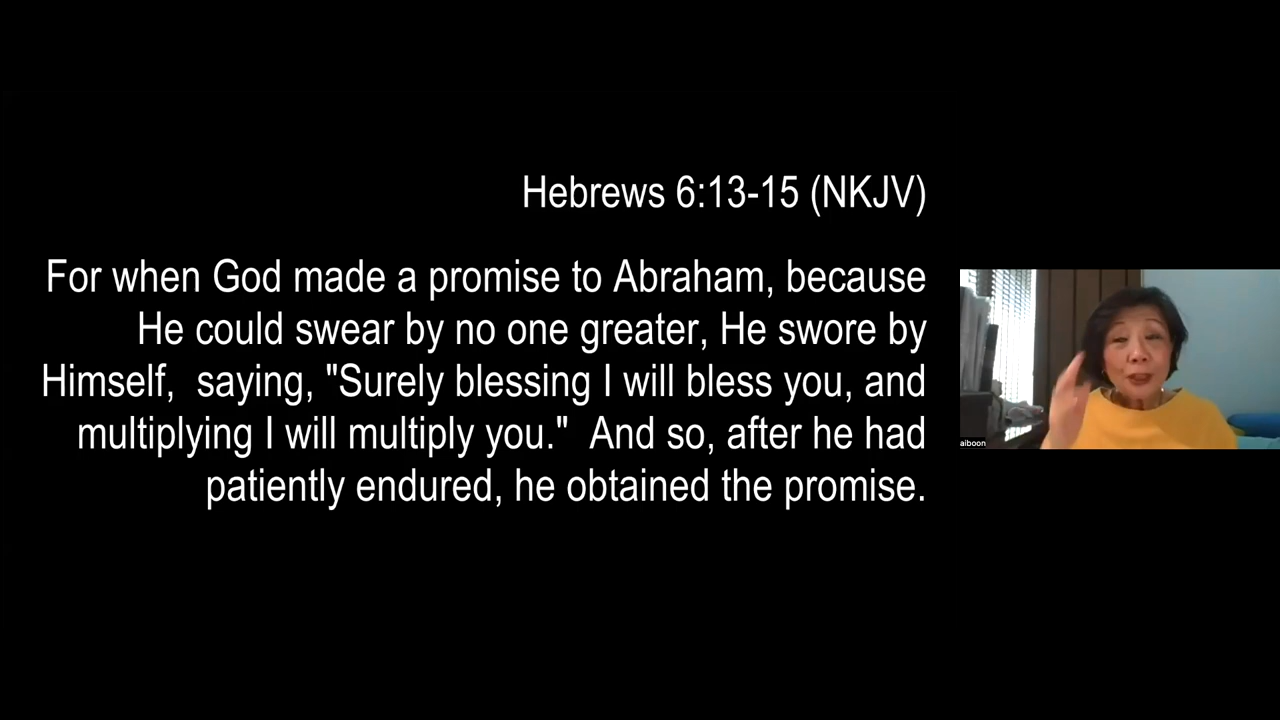 Hebrews 6:13-15 (NKJV)
For when God made a promise to Abraham, because
He could swear by no one greater, He swore by
Himself,  saying, "Surely blessing I will bless you, and
multiplying I will multiply you."  And so, after he had
patiently endured, he obtained the promise.
aiboon